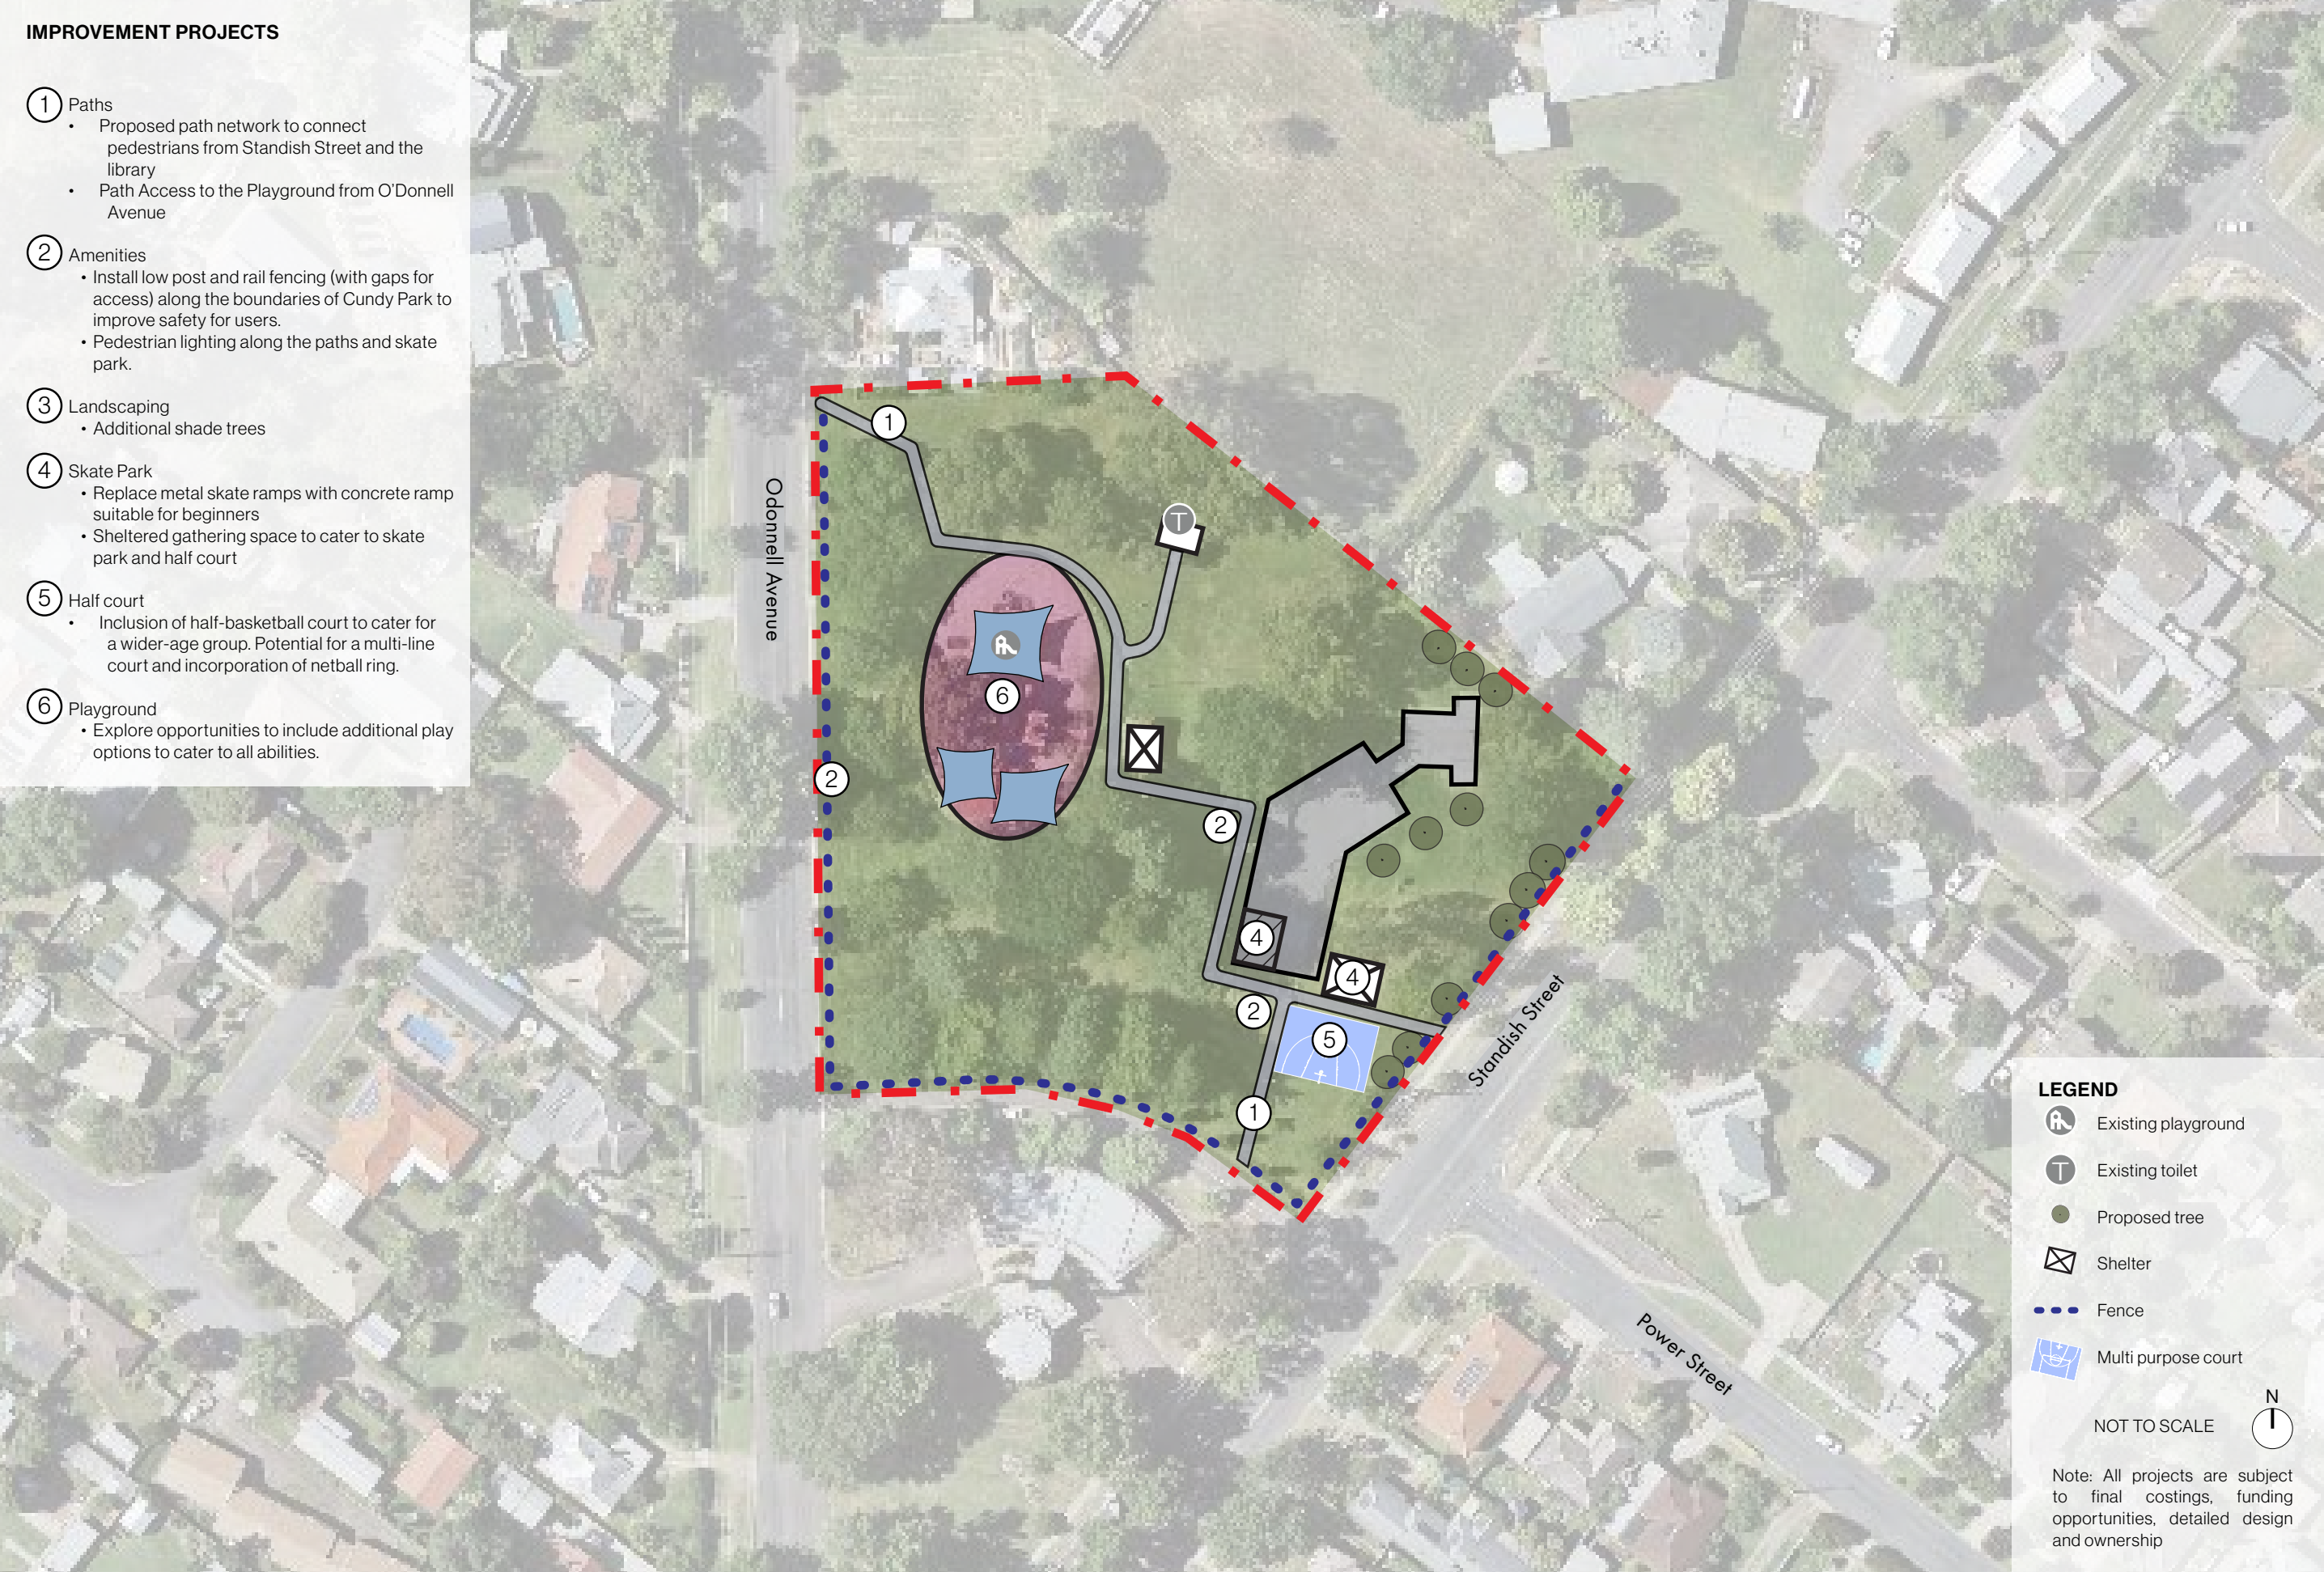 IMPROVEMENT PROJECTS
1 Paths
• Proposed path network to connect
pedestrians from Standish Street and the
library
• Path Access to the Playground from O'Donnell
Avenue
2 Amenities
• Install low post and rail fencing (with gaps for
access) along the boundaries of Cundy Park to
improve safety for users.
• Pedestrian lighting along the paths and skate
park.
3 Landscaping
• Additional shade trees
4 Skate Park
• Replace metal skate ramps with concrete ramp
suitable for beginners
• Sheltered gathering space to cater to skate
park and half court
5 Half court
• Inclusion of half-basketball court to cater for
a wider-age group. Potential for a multi-line
court and incorporation of netball ring.
6 Playground
• Explore opportunities to include additional play
options to cater to all abilities.
1
T
Odonnell Avenue
6
2
2
4
4
2
5
1
Standish Street
Power Street
LEGEND
Existing playground
T Existing toilet
Proposed tree
Shelter
Fence
Multi purpose court
N
NOT TO SCALE
Note: All projects are subject
to final costings, funding
opportunities, detailed design
and ownership